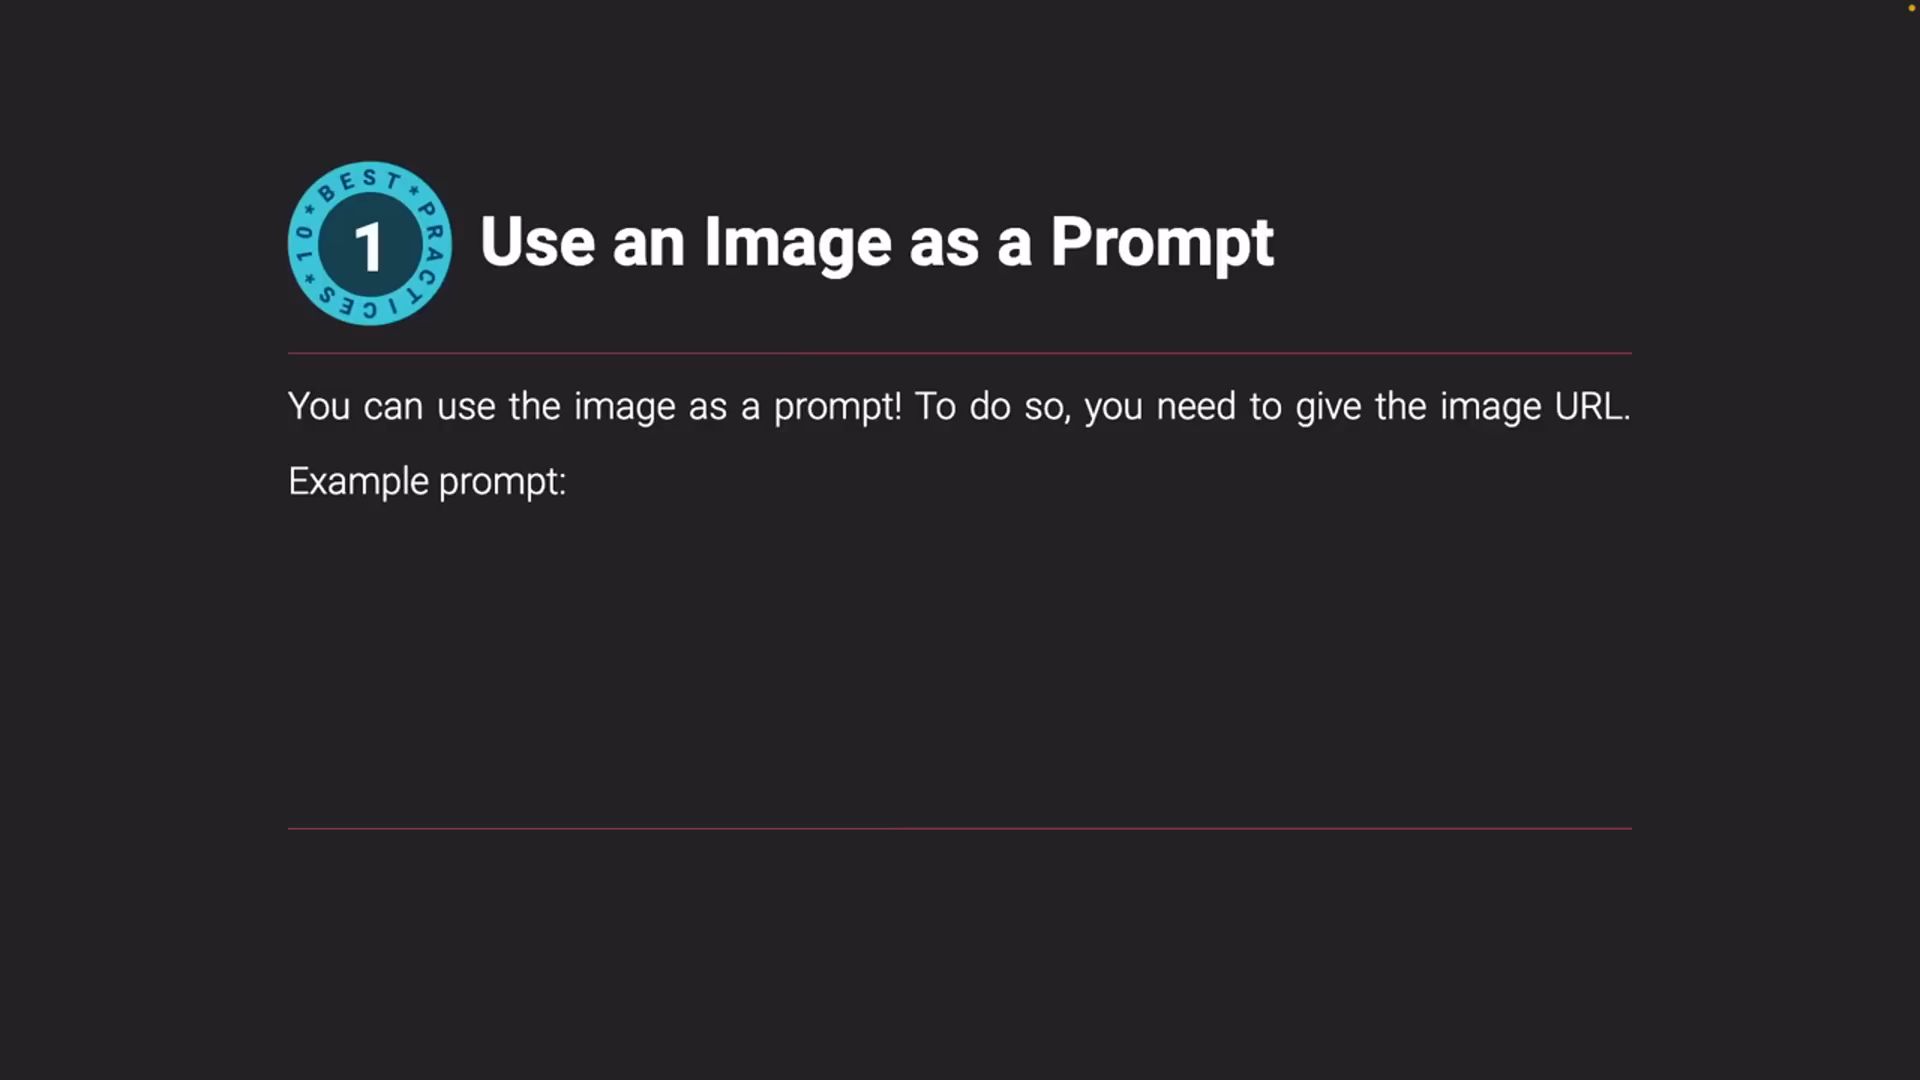 10 * BEST * PRACTICES *
1
Use an Image as a Prompt
You can use the image as a prompt! To do so, you need to give the image URL.
Example prompt: